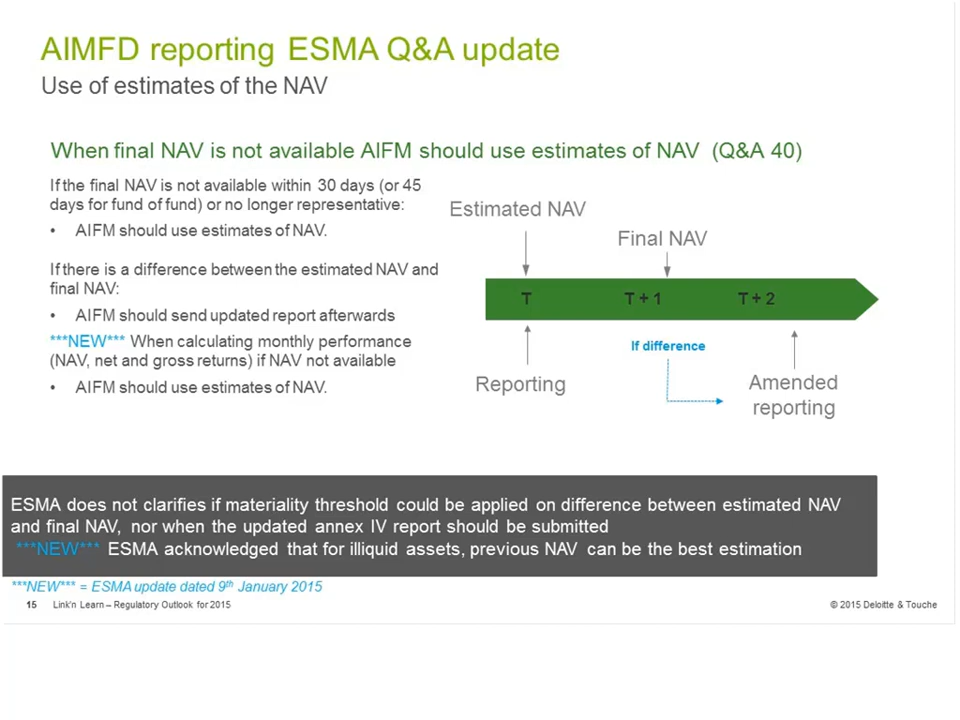 AIMFD reporting ESMA Q&A update
Use of estimates of the NAV
When final NAV is not available AIFM should use estimates of NAV (Q&A 40)
If the final NAV is not available within 30 days (or 45
days for fund of fund) or no longer representative:
• AIFM should use estimates of NAV.
If there is a difference between the estimated NAV and
final NAV:
• AIFM should send updated report afterwards
***NEW*** When calculating monthly performance
(NAV, net and gross returns) if NAV not available
• AIFM should use estimates of NAV.
Estimated NAV
Final NAV
T T + 1 T + 2
If difference
Reporting
Amended
reporting
ESMA does not clarifies if materiality threshold could be applied on difference between estimated NAV
and final NAV, nor when the updated annex IV report should be submitted
***NEW*** ESMA acknowledged that for illiquid assets, previous NAV can be the best estimation
***NEW*** = ESMA update dated 9th January 2015
15 Link'n Learn – Regulatory Outlook for 2015
© 2015 Deloitte & Touche